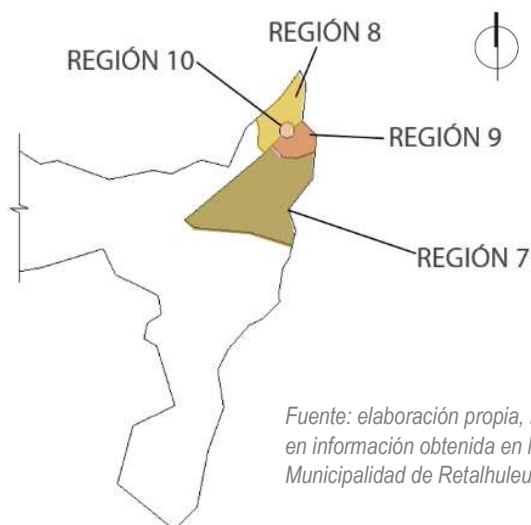 REGIÓN 8
REGIÓN 10
REGIÓN 9
REGIÓN 7
Fuente: elaboración propia,
en información obtenida en
Municipalidad de Retalhuleu